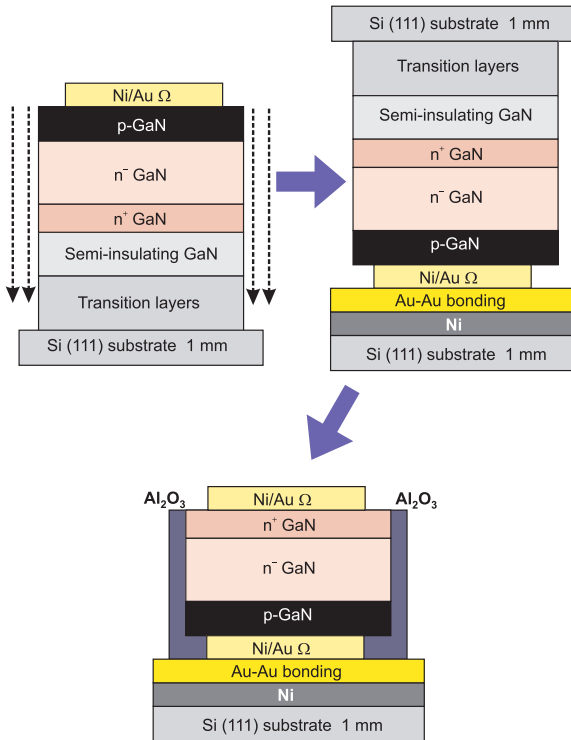 Ni/Au Ω
p-GaN
n⁻ GaN
n⁺ GaN
Semi-insulating GaN
Transition layers
Si (111) substrate 1 mm
Si (111) substrate 1 mm
Transition layers
Semi-insulating GaN
n⁺ GaN
n⁻ GaN
p-GaN
Ni/Au Ω
Au-Au bonding
Ni
Si (111) substrate 1 mm
Al₂O₃
Al₂O₃
Ni/Au Ω
n⁺ GaN
n⁻ GaN
p-GaN
Ni/Au Ω
Au-Au bonding
Ni
Si (111) substrate 1 mm